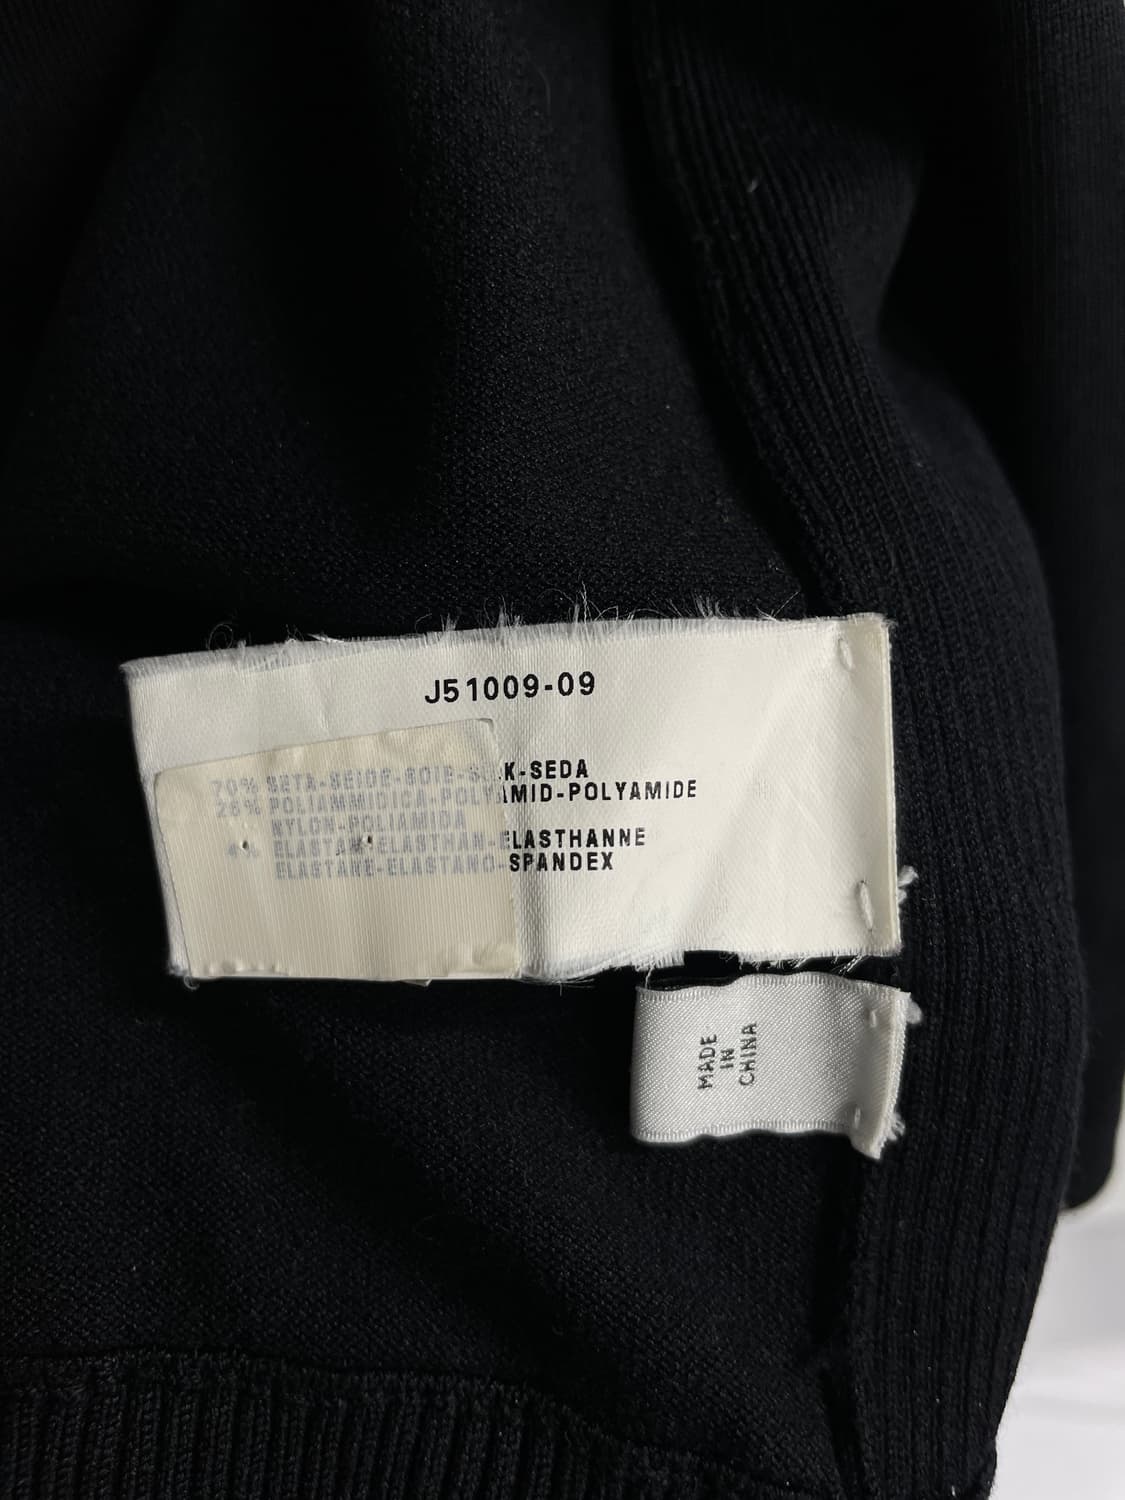 J51009-09
70% SETA-SEIDE-SOIE-SILK-SEDA
26% POLIAMMIDICA-POLYAMID-POLYAMIDE
NYLON-POLIAMIDA
4% ELASTAN-ELASTHAN-ELASTHANNE
ELASTANE-ELASTANO-SPANDEX
MADE
IN
CHINA